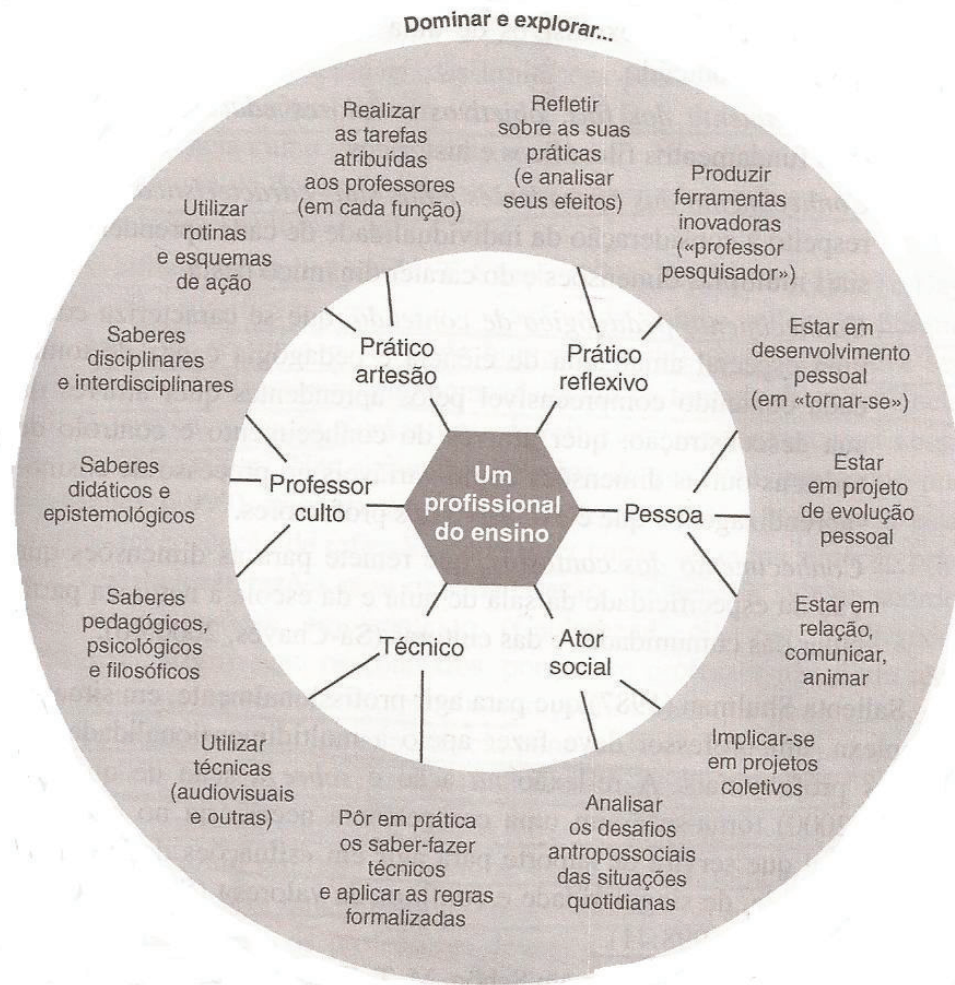 Dominar e explorar...
Realizar
as tarefas
atribuídas
aos professores
(em cada função)
Refletir
sobre as suas
práticas
(e analisar
seus efeitos)
Produzir
ferramentas
inovadoras
(«professor
pesquisador»)
Utilizar
rotinas
e esquemas
de ação
Prático
artesão
Prático
reflexivo
Estar em
desenvolvimento
pessoal
(em «tornar-se»)
Saberes
disciplinares
e interdisciplinares
Saberes
didáticos e
epistemológicos
Professor
culto
Um
profissional
do ensino
Pessoa
Estar
em projeto
de evolução
pessoal
Saberes
pedagógicos,
psicológicos
e filosóficos
Técnico
Ator
social
Estar em
relação,
comunicar,
animar
Utilizar
técnicas
(audiovisuais
e outras)
Pôr em prática
os saber-fazer
técnicos
e aplicar as regras
formalizadas
Analisar
os desafios
antropossociais
das situações
quotidianas
Implicar-se
em projetos
coletivos